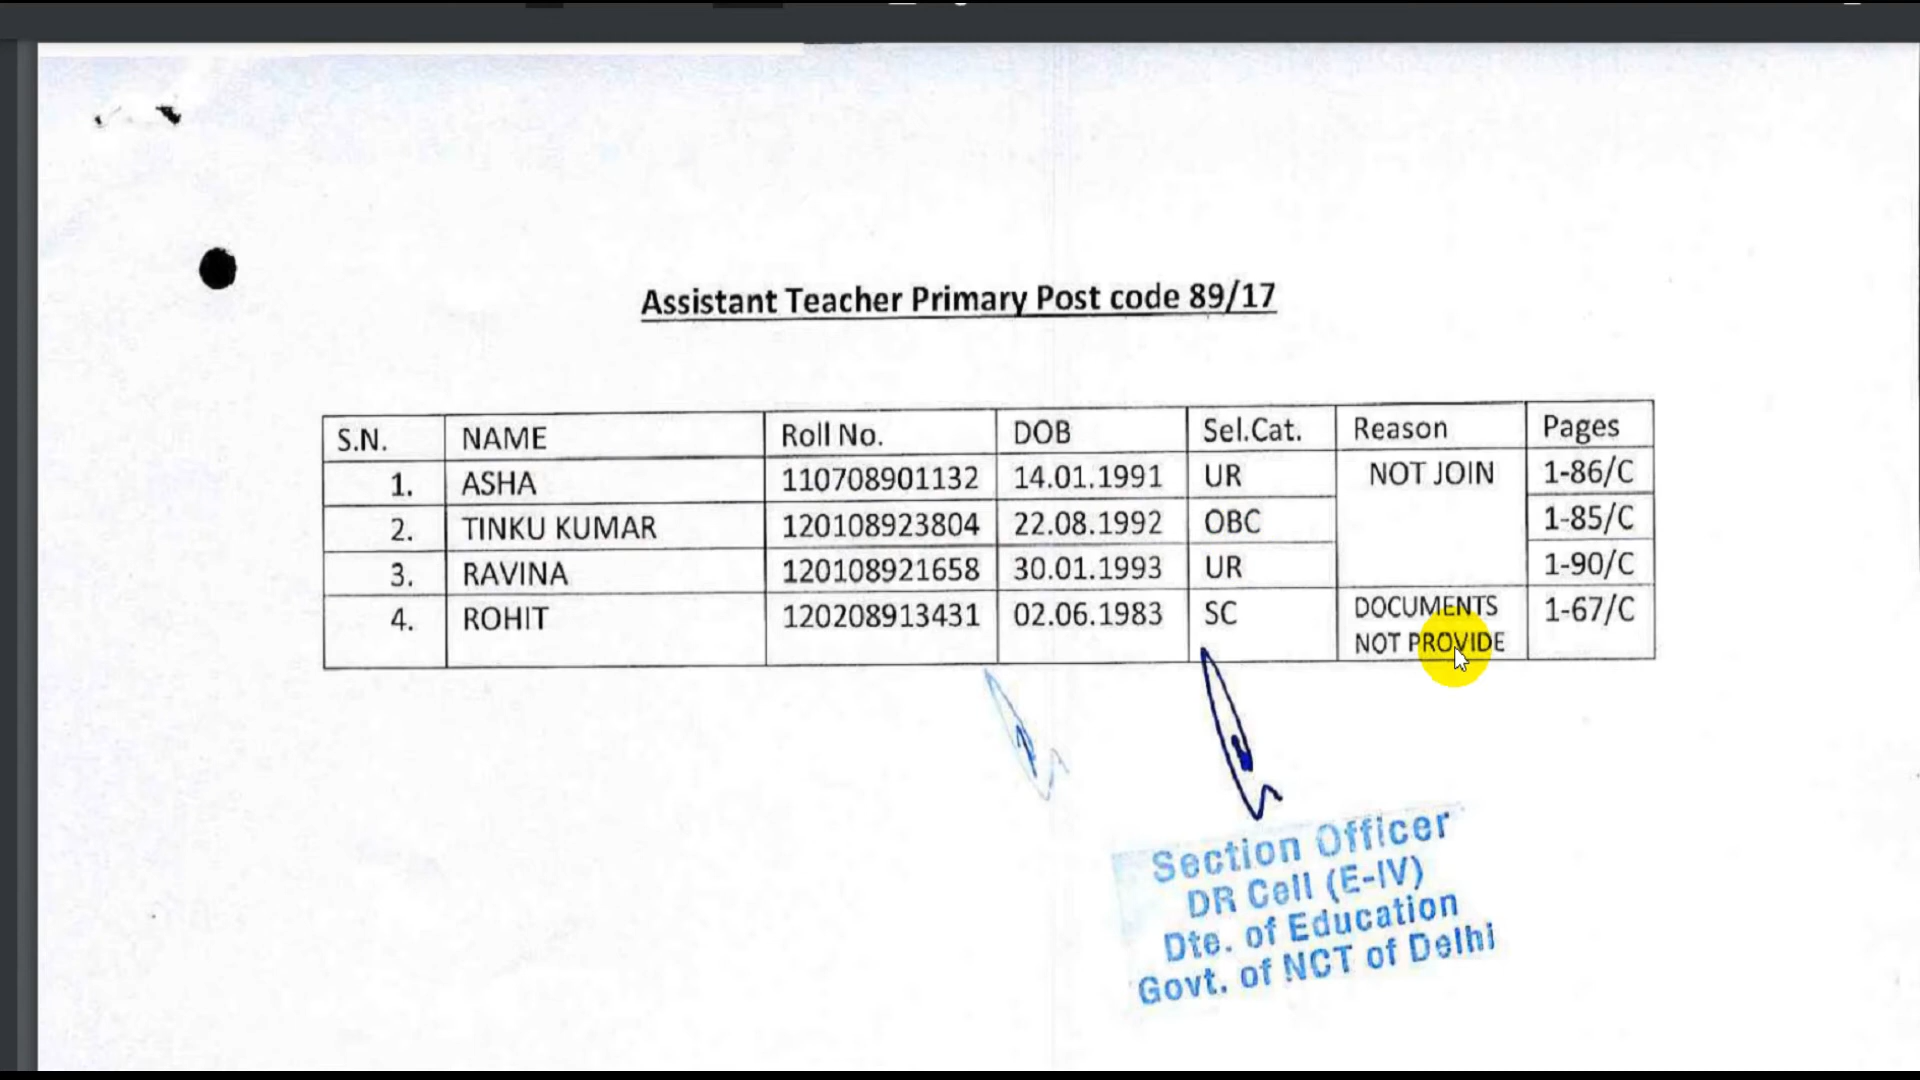 Assistant Teacher Primary Post code 89/17
S.N. NAME Roll No. DOB Sel.Cat. Reason Pages
1. ASHA 110708901132 14.01.1991 UR NOT JOIN 1-86/C
2. TINKU KUMAR 120108923804 22.08.1992 OBC 1-85/C
3. RAVINA 120108921658 30.01.1993 UR 1-90/C
4. ROHIT 120208913431 02.06.1983 SC DOCUMENTS 1-67/C
NOT PROVIDE
Section Officer
DR Cell (E-IV)
Dte. of Education
Govt. of NCT of Delhi